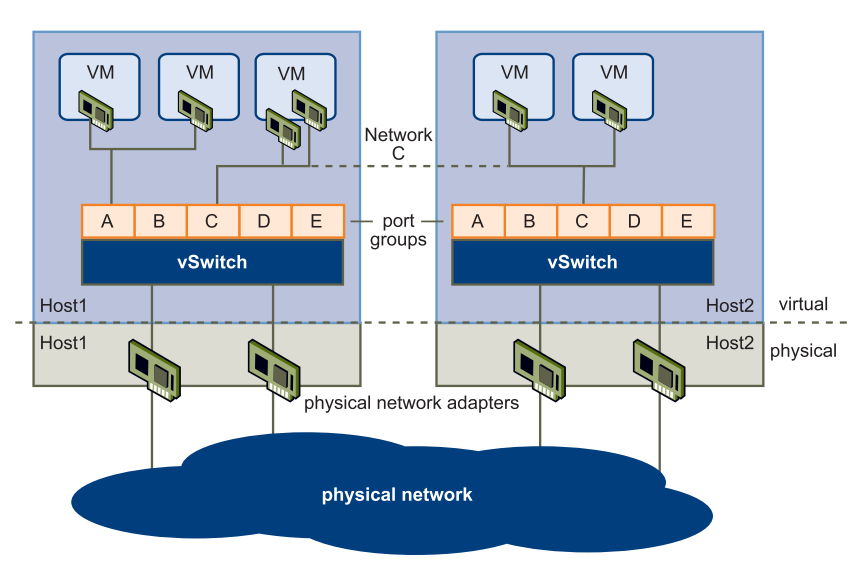 VM
VM
VM
VM
VM
Network
C
A B C D E
port
groups
A B C D E
vSwitch
vSwitch
Host1
Host2
virtual
Host1
Host2
physical
physical network adapters
physical network